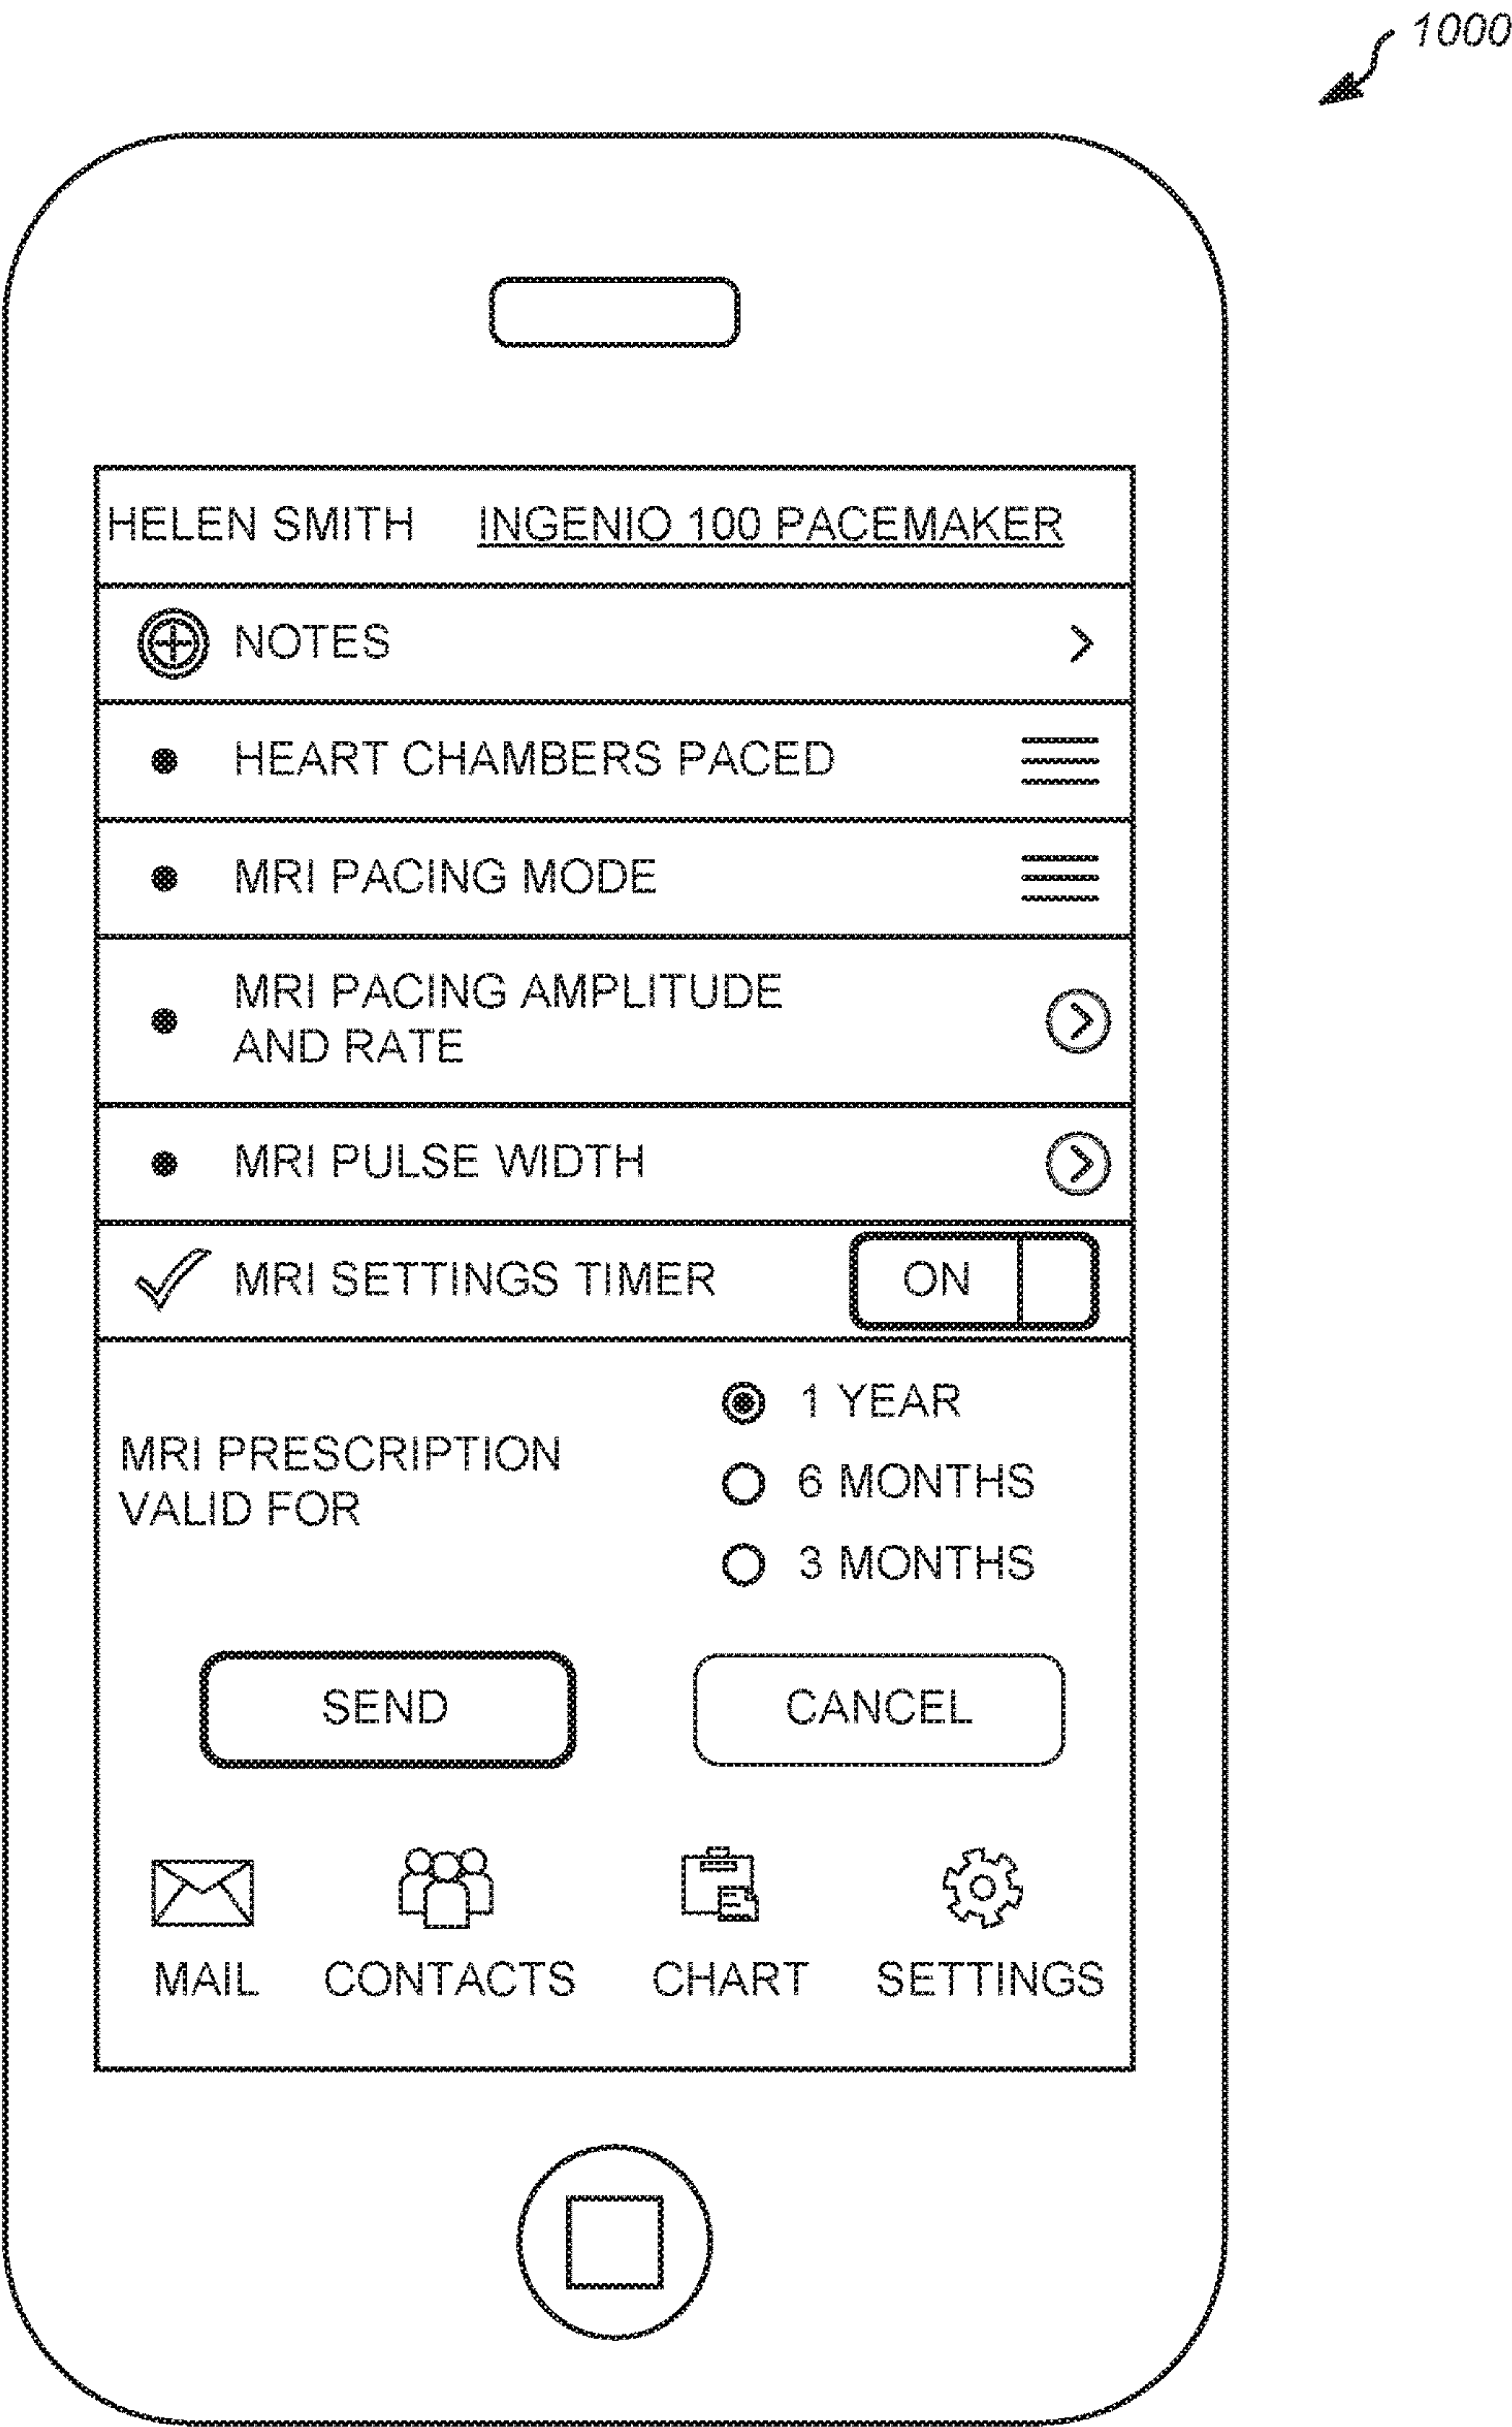 1000
HELEN SMITH INGENIO 100 PACEMAKER
NOTES
HEART CHAMBERS PACED
MRI PACING MODE
MRI PACING AMPLITUDE
AND RATE
MRI PULSE WIDTH
MRI SETTINGS TIMER ON
MRI PRESCRIPTION
VALID FOR
1 YEAR
6 MONTHS
3 MONTHS
SEND CANCEL
MAIL CONTACTS CHART SETTINGS